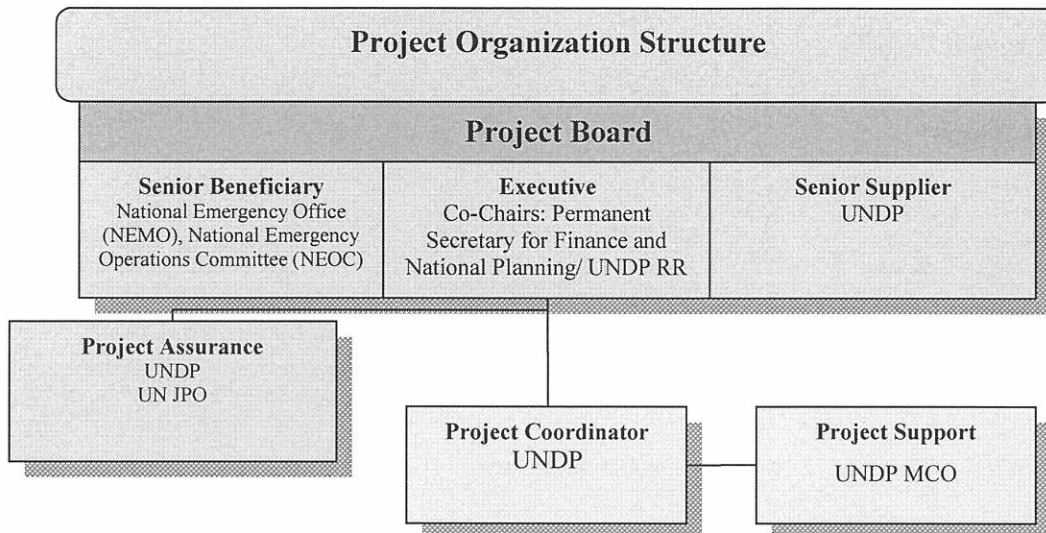 Project Organization Structure
Project Board
Senior Beneficiary
National Emergency Office
(NEMO), National Emergency
Operations Committee (NEOC)
Executive
Co-Chairs: Permanent
Secretary for Finance and
National Planning/ UNDP RR
Senior Supplier
UNDP
Project Assurance
UNDP
UN JPO
Project Coordinator
UNDP
Project Support
UNDP MCO